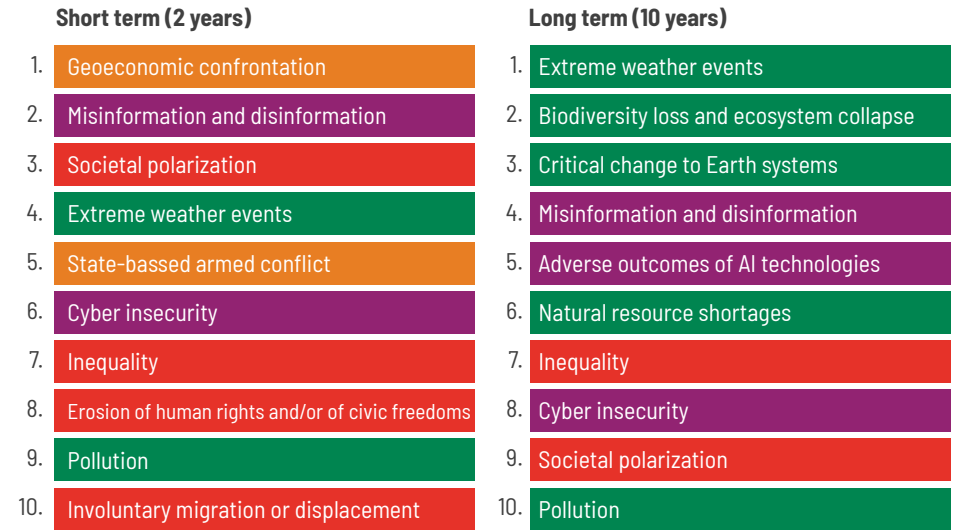 Short term (2 years)
1. Geoeconomic confrontation
2. Misinformation and disinformation
3. Societal polarization
4. Extreme weather events
5. State-bassed armed conflict
6. Cyber insecurity
7. Inequality
8. Erosion of human rights and/or of civic freedoms
9. Pollution
10. Involuntary migration or displacement
Long term (10 years)
1. Extreme weather events
2. Biodiversity loss and ecosystem collapse
3. Critical change to Earth systems
4. Misinformation and disinformation
5. Adverse outcomes of AI technologies
6. Natural resource shortages
7. Inequality
8. Cyber insecurity
9. Societal polarization
10. Pollution